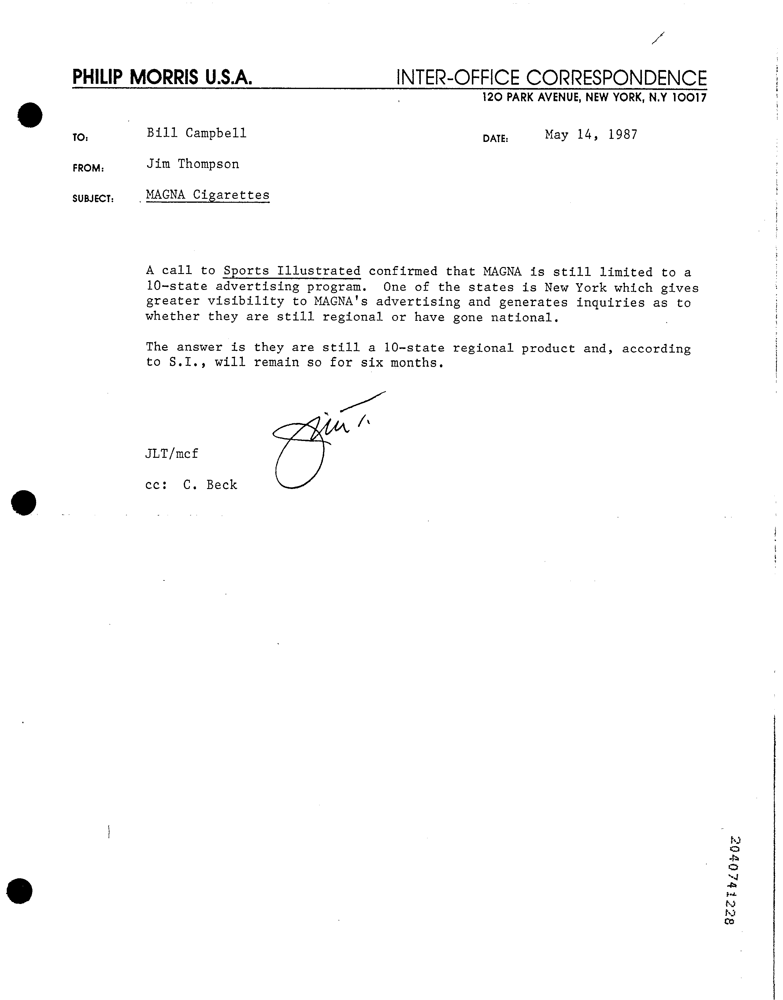 PHILIP MORRIS U.S.A. INTER-OFFICE CORRESPONDENCE
120 PARK AVENUE, NEW YORK, N.Y 10017
TO: Bill Campbell DATE: May 14, 1987
FROM: Jim Thompson
SUBJECT: MAGNA Cigarettes
A call to Sports Illustrated confirmed that MAGNA is still limited to a
10-state advertising program. One of the states is New York which gives
greater visibility to MAGNA's advertising and generates inquiries as to
whether they are still regional or have gone national.
The answer is they are still a 10-state regional product and, according
to S.I., will remain so for six months.
Jim T.
JLT/mcf
cc: C. Beck
2040741228